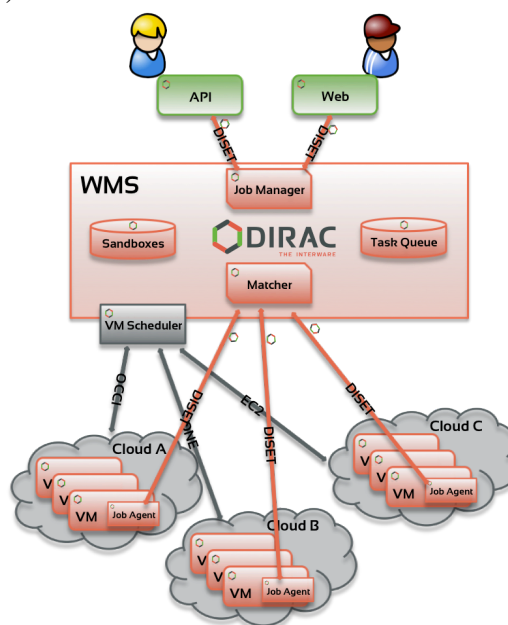 )
API
Web
DISET
DISET
WMS
Job Manager
Sandboxes
DIRAC
THE INTERWARE
Task Queue
Matcher
VM Scheduler
OCCI
DISET
ONE
EC2
DISET
DISET
Cloud A
VM
Job Agent
Cloud B
VM
Job Agent
Cloud C
VM
Job Agent